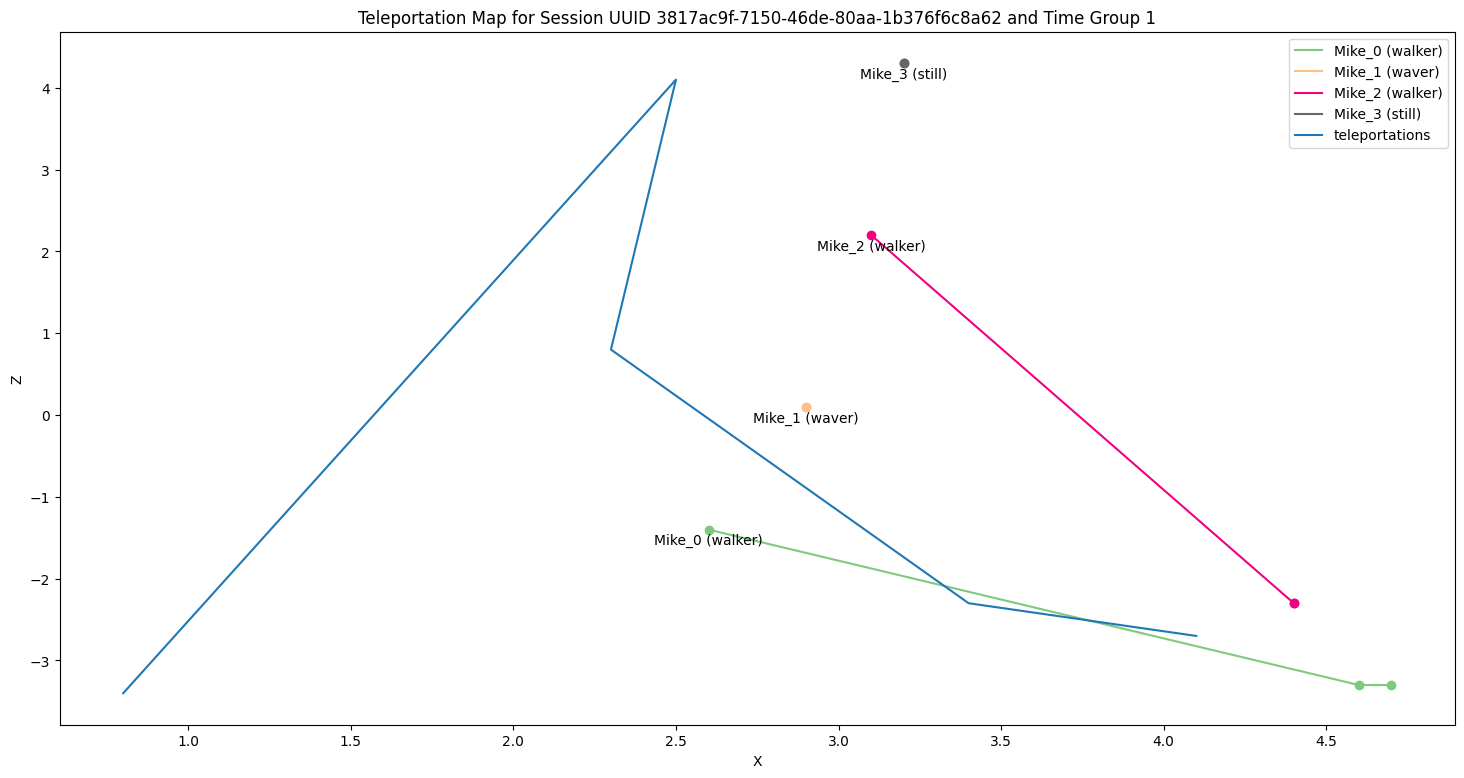 Teleportation Map for Session UUID 3817ac9f-7150-46de-80aa-1b376f6c8a62 and Time Group 1
Mike_0 (walker)
Mike_1 (waver)
Mike_2 (walker)
Mike_3 (still)
teleportations
Mike_3 (still)
Mike_2 (walker)
Mike_1 (waver)
Mike_0 (walker)
4
3
2
1
0
−1
−2
−3
Z
1.0 1.5 2.0 2.5 3.0 3.5 4.0 4.5
X